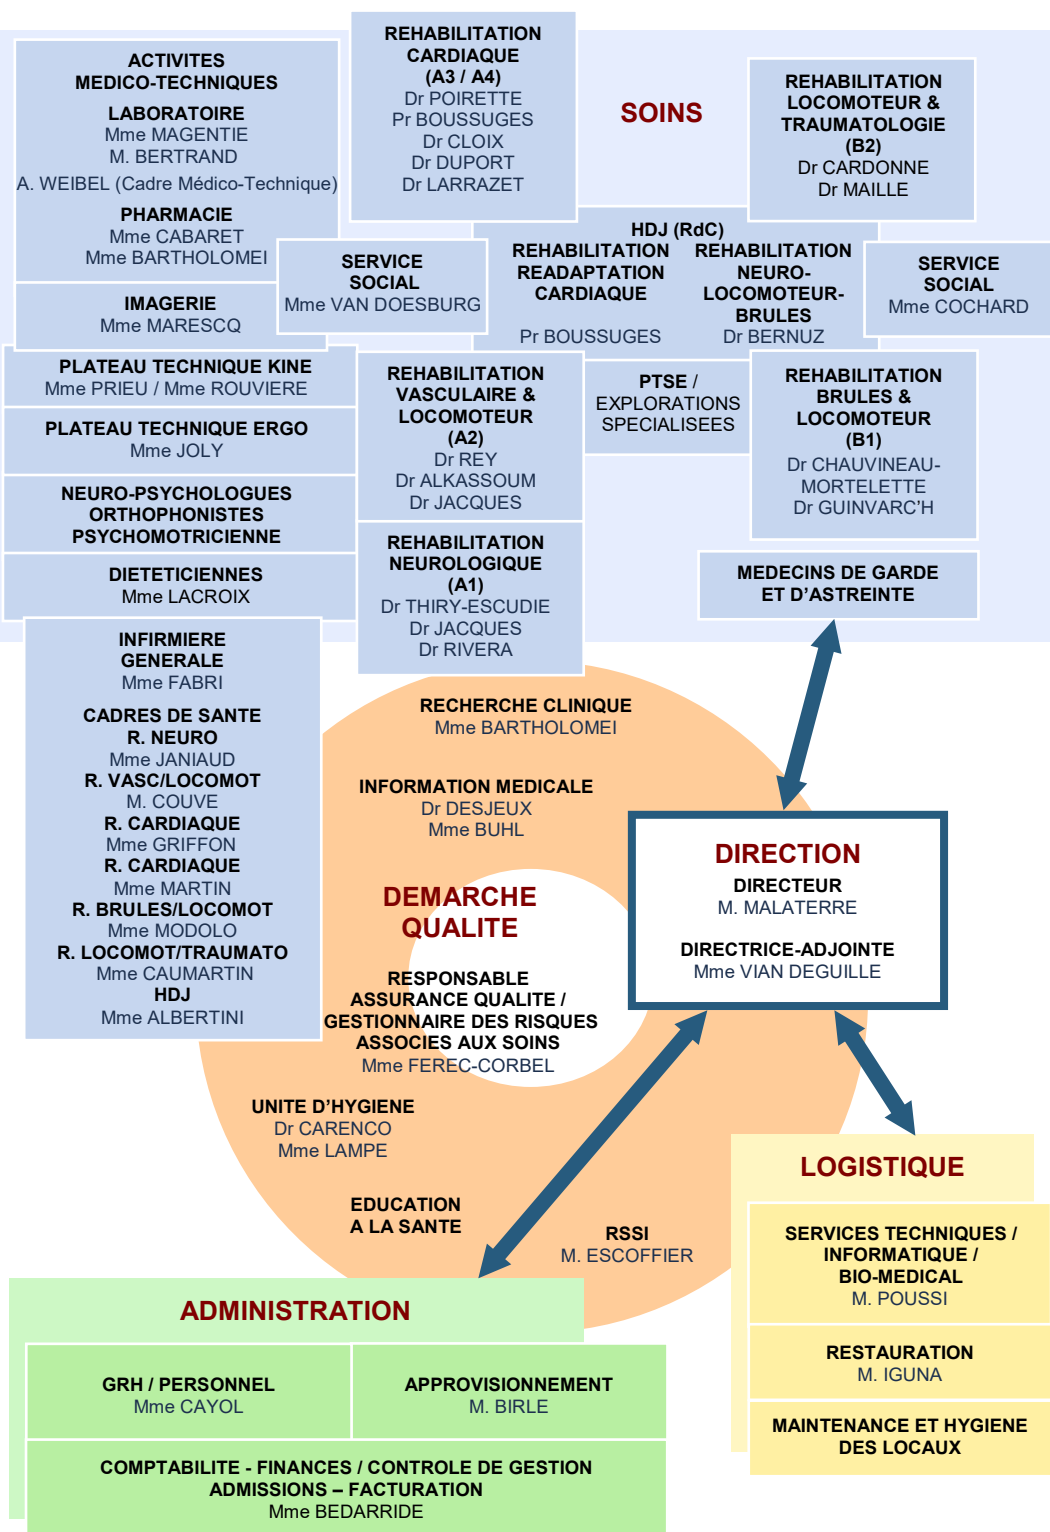 ACTIVITES
MEDICO-TECHNIQUES
LABORATOIRE
Mme MAGENTIE
M. BERTRAND
A. WEIBEL (Cadre Médico-Technique)
PHARMACIE
Mme CABARET
Mme BARTHOLOMEI
IMAGERIE
Mme MARESCQ
REHABILITATION
CARDIAQUE
(A3 / A4)
Dr POIRETTE
Pr BOUSSUGES
Dr CLOIX
Dr DUPORT
Dr LARRAZET
SOINS
REHABILITATION
LOCOMOTEUR &
TRAUMATOLOGIE
(B2)
Dr CARDONNE
Dr MAILLE
SERVICE
SOCIAL
Mme VAN DOESBURG
HDJ (RdC)
REHABILITATION
READAPTATION
CARDIAQUE
Pr BOUSSUGES
REHABILITATION
NEURO-
LOCOMOTEUR-
BRULES
Dr BERNUZ
SERVICE
SOCIAL
Mme COCHARD
PLATEAU TECHNIQUE KINE
Mme PRIEU / Mme ROUVIERE
PLATEAU TECHNIQUE ERGO
Mme JOLY
NEURO-PSYCHOLOGUES
ORTHOPHONISTES
PSYCHOMOTRICIENNE
DIETETICIENNES
Mme LACROIX
REHABILITATION
VASCULAIRE &
LOCOMOTEUR
(A2)
Dr REY
Dr ALKASSOUM
Dr JACQUES
REHABILITATION
NEUROLOGIQUE
(A1)
Dr THIRY-ESCUDIE
Dr JACQUES
Dr RIVERA
PTSE /
EXPLORATIONS
SPECIALISEES
REHABILITATION
BRULES &
LOCOMOTEUR
(B1)
Dr CHAUVINEAU-
MORTELETTE
Dr GUINVARC'H
MEDECINS DE GARDE
ET D'ASTREINTE
INFIRMIERE
GENERALE
Mme FABRI
CADRES DE SANTE
R. NEURO
Mme JANIAUD
R. VASC/LOCOMOT
M. COUVE
R. CARDIAQUE
Mme GRIFFON
R. CARDIAQUE
Mme MARTIN
R. BRULES/LOCOMOT
Mme MODOLO
R. LOCOMOT/TRAUMATO
Mme CAUMARTIN
HDJ
Mme ALBERTINI
RECHERCHE CLINIQUE
Mme BARTHOLOMEI
INFORMATION MEDICALE
Dr DESJEUX
Mme BUHL
DEMARCHE
QUALITE
RESPONSABLE
ASSURANCE QUALITE /
GESTIONNAIRE DES RISQUES
ASSOCIES AUX SOINS
Mme FEREC-CORBEL
UNITE D'HYGIENE
Dr CARENCO
Mme LAMPE
EDUCATION
A LA SANTE
RSSI
M. ESCOFFIER
DIRECTION
DIRECTEUR
M. MALATERRE
DIRECTRICE-ADJOINTE
Mme VIAN DEGUILLE
LOGISTIQUE
SERVICES TECHNIQUES /
INFORMATIQUE /
BIO-MEDICAL
M. POUSSI
RESTAURATION
M. IGUNA
MAINTENANCE ET HYGIENE
DES LOCAUX
ADMINISTRATION
GRH / PERSONNEL
Mme CAYOL
APPROVISIONNEMENT
M. BIRLE
COMPTABILITE - FINANCES / CONTROLE DE GESTION
ADMISSIONS – FACTURATION
Mme BEDARRIDE